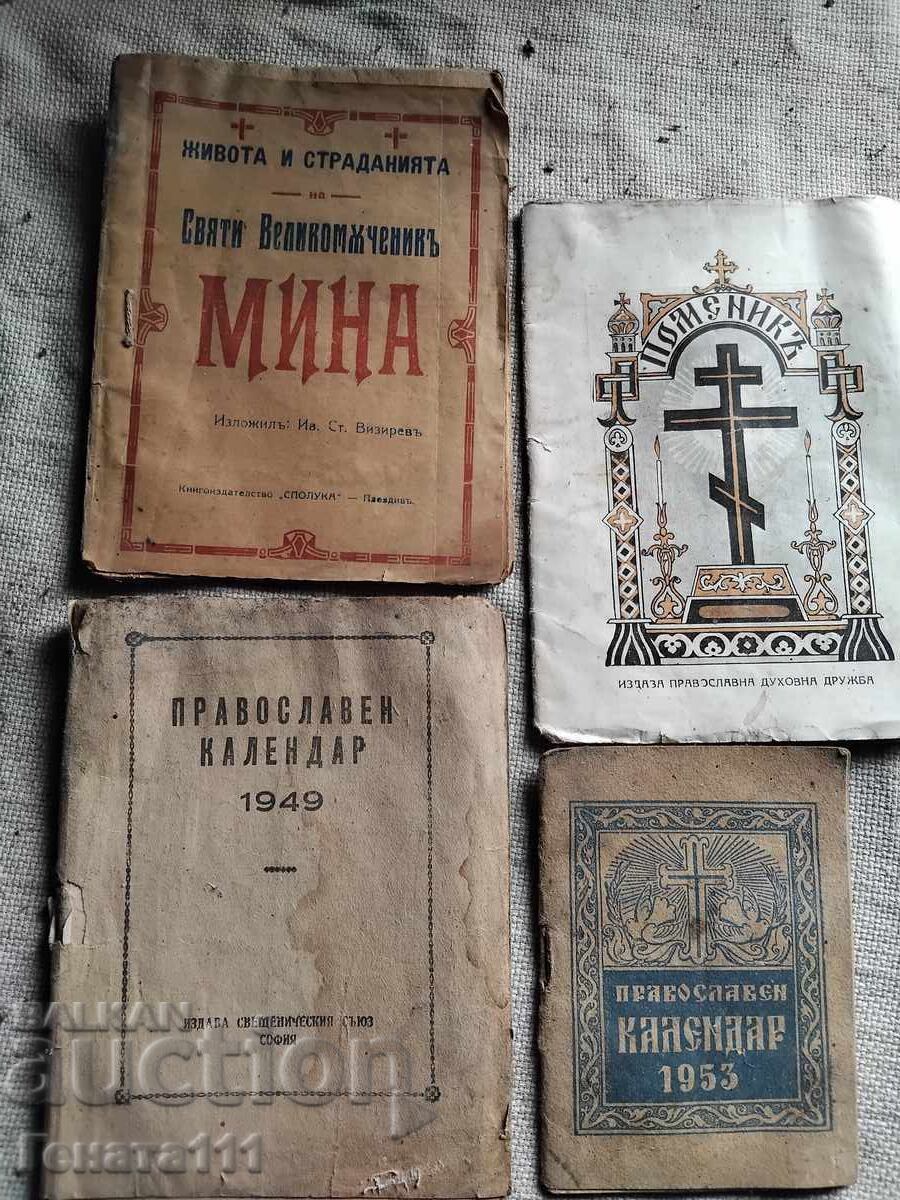 ЖИВОТА И СТРАДАНИЯТА
на
Святи Великомѫченикъ
МИНА
Изложилъ: Ив. Ст. Визиревъ
Книгоиздателство „СПОЛУКА“ — Пловдивъ.
ПОМЕНИКЪ
ИЗДАВА ПРАВОСЛАВНА ДУХОВНА ДРУЖБА
ПРАВОСЛАВЕН
КАЛЕНДАР
1949
ИЗДАВА СВЕЩЕНИЧЕСКИЯ СЪЮЗ
СОФИЯ
ПРАВОСЛАВЕН
КАЛЕНДАР
1953
BALKAN
auction
Гената111